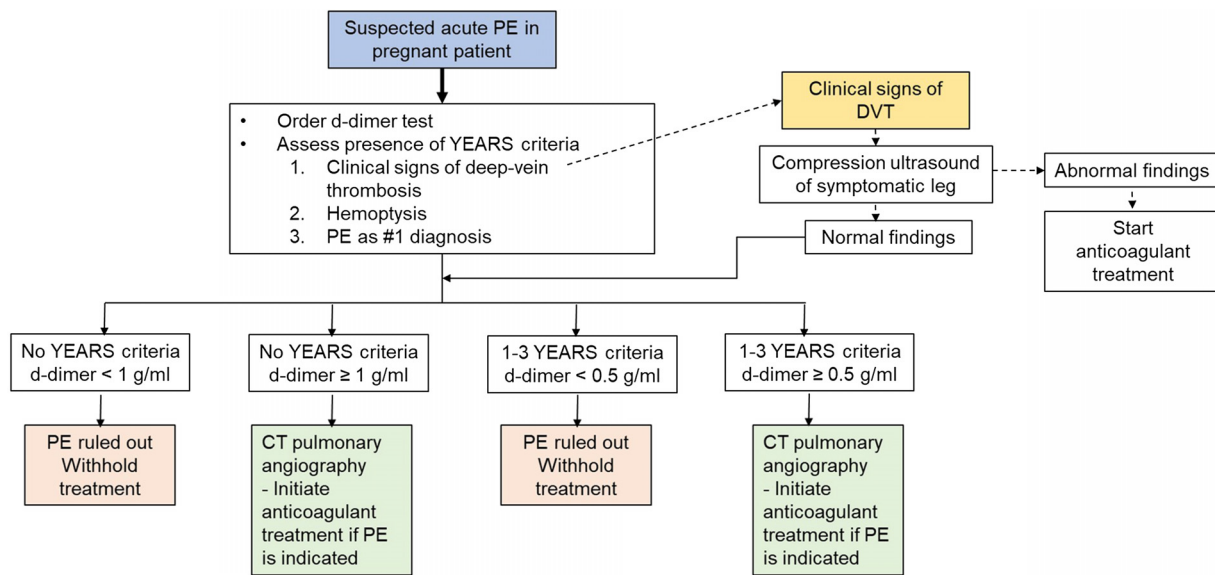 Suspected acute PE in
pregnant patient
• Order d-dimer test
• Assess presence of YEARS criteria
1. Clinical signs of deep-vein
thrombosis
2. Hemoptysis
3. PE as #1 diagnosis
Clinical signs of
DVT
Compression ultrasound
of symptomatic leg
Abnormal findings
Normal findings
Start
anticoagulant
treatment
No YEARS criteria
d-dimer < 1 g/ml
No YEARS criteria
d-dimer ≥ 1 g/ml
1-3 YEARS criteria
d-dimer < 0.5 g/ml
1-3 YEARS criteria
d-dimer ≥ 0.5 g/ml
PE ruled out
Withhold
treatment
CT pulmonary
angiography
- Initiate
anticoagulant
treatment if PE
is indicated
PE ruled out
Withhold
treatment
CT pulmonary
angiography
- Initiate
anticoagulant
treatment if PE
is indicated